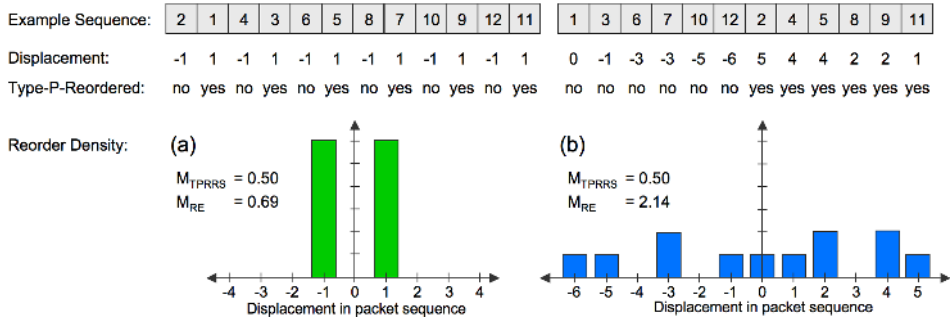 Example Sequence: 2 1 4 3 6 5 8 7 10 9 12 11 1 3 6 7 10 12 2 4 5 8 9 11
Displacement: -1 1 -1 1 -1 1 -1 1 -1 1 -1 1 0 -1 -3 -3 -5 -6 5 4 4 2 2 1
Type-P-Reordered: no yes no yes no yes no yes no yes no yes no no no no no no yes yes yes yes yes yes
Reorder Density: (a) (b)
M_TPRRS = 0.50 M_TPRRS = 0.50
M_RE = 0.69 M_RE = 2.14
-4 -3 -2 -1 0 1 2 3 4 -6 -5 -4 -3 -2 -1 0 1 2 3 4 5
Displacement in packet sequence Displacement in packet sequence